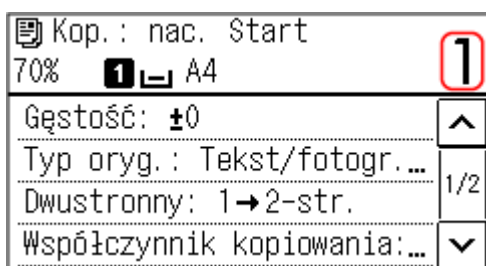 Kop.: nac. Start
1
70% 1 A4
Gęstość: ±0
Typ oryg.: Tekst/fotogr.…
1/2
Dwustronny: 1→2-str.
Współczynnik kopiowania:…